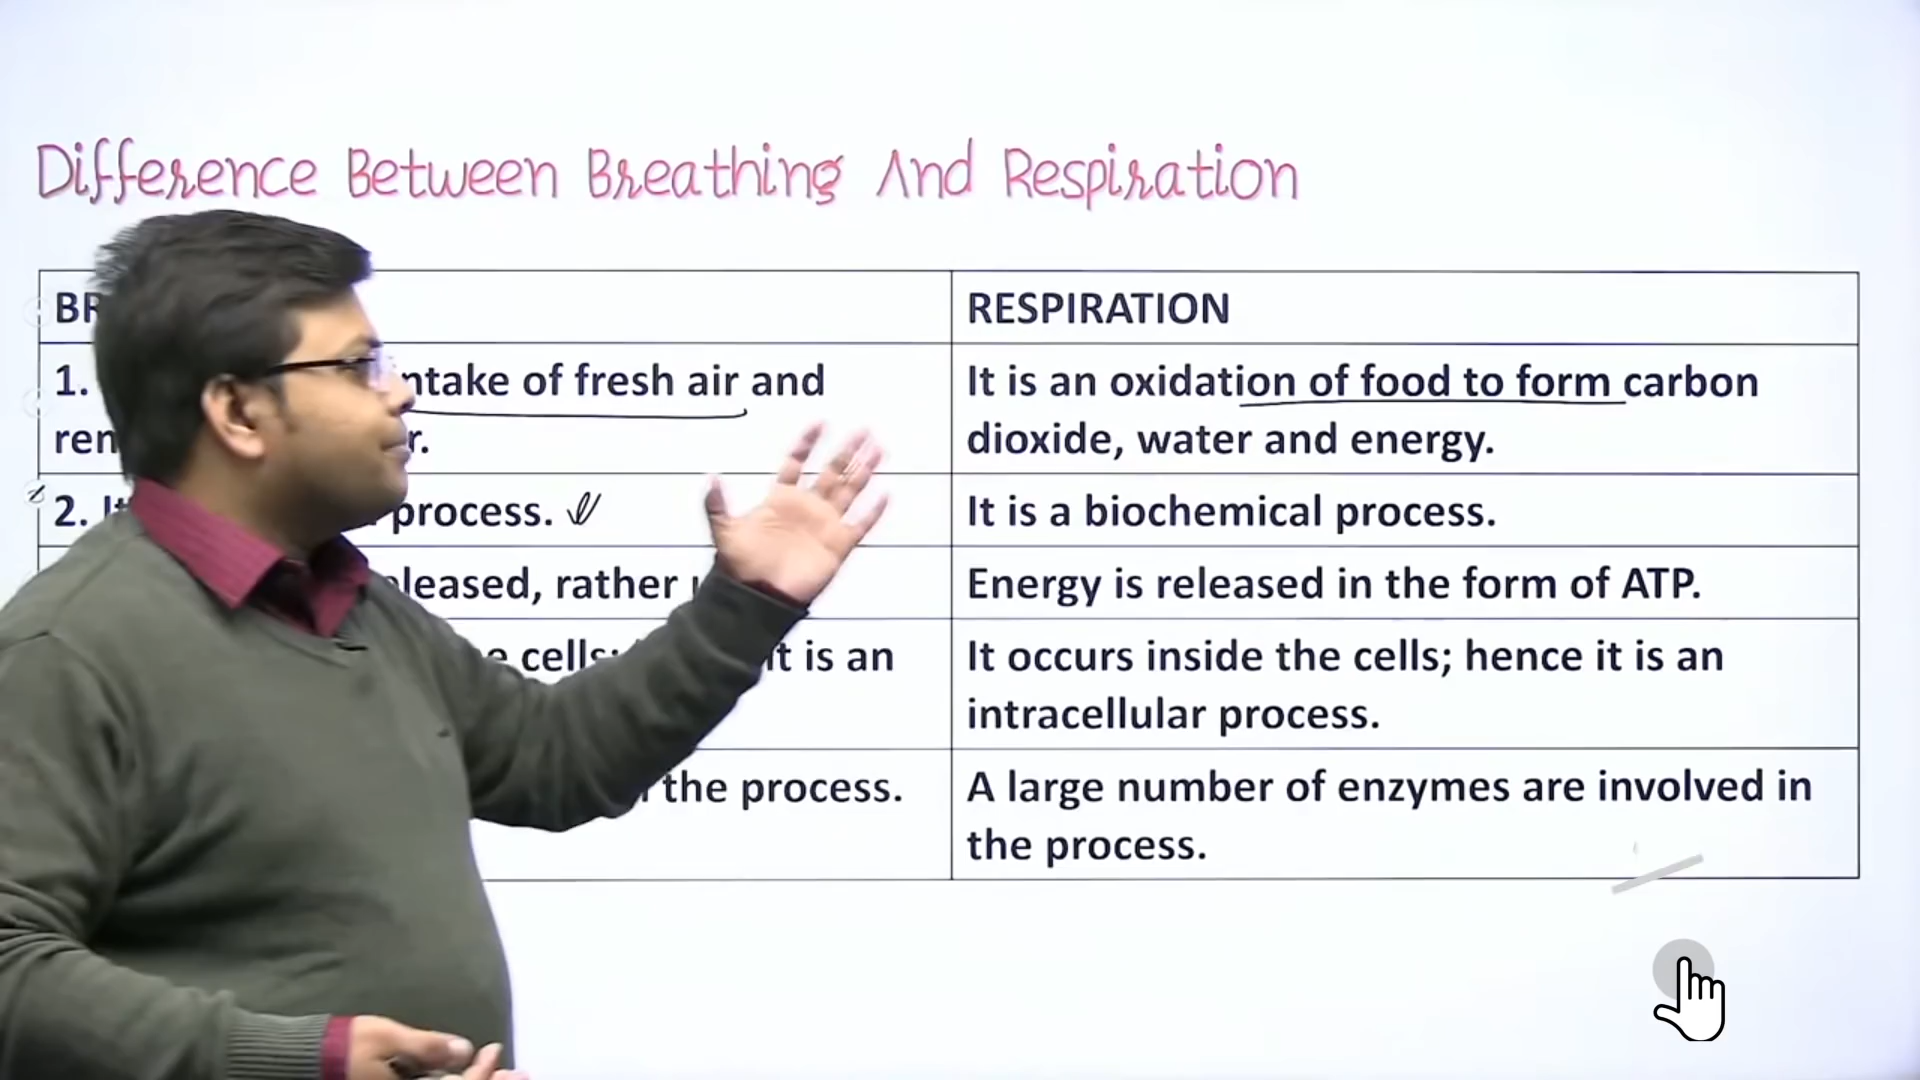 Difference Between Breathing And Respiration
RESPIRATION
1. ntake of fresh air and
It is an oxidation of food to form carbon
dioxide, water and energy.
2. process.
It is a biochemical process.
leased, rather
Energy is released in the form of ATP.
cells; it is an
It occurs inside the cells; hence it is an
intracellular process.
the process.
A large number of enzymes are involved in
the process.